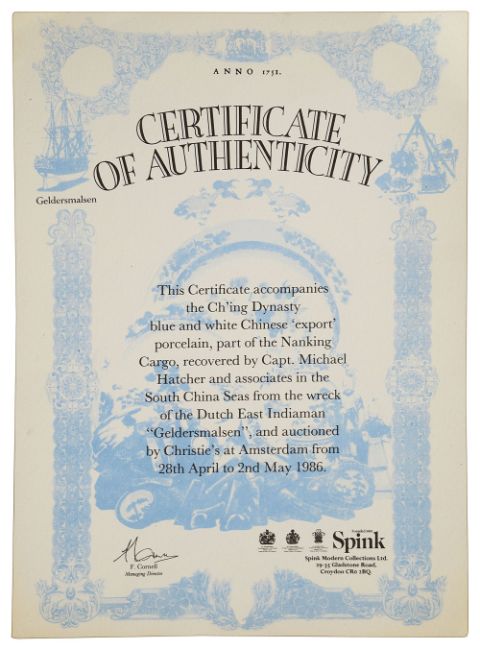 ANNO 1751.
CERTIFICATE
OF AUTHENTICITY
Geldersmalsen
This Certificate accompanies
the Ch'ing Dynasty
blue and white Chinese 'export'
porcelain, part of the Nanking
Cargo, recovered by Capt. Michael
Hatcher and associates in the
South China Seas from the wreck
of the Dutch East Indiaman
“Geldersmalsen”, and auctioned
by Christie's at Amsterdam from
28th April to 2nd May 1986.
F. Cornell
Managing Director
Spink
Spink Modern Collections Ltd.
29-35 Gladstone Road,
Croydon CR0 2BQ.